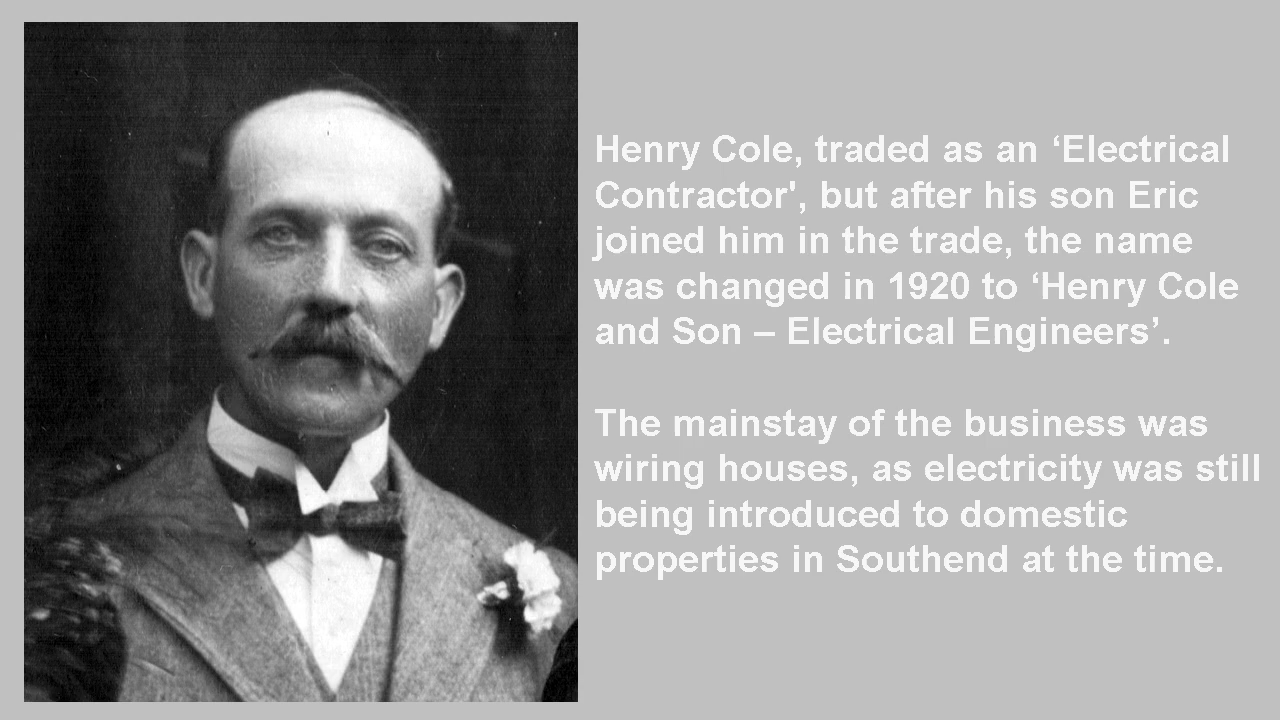 Henry Cole, traded as an ‘Electrical
Contractor', but after his son Eric
joined him in the trade, the name
was changed in 1920 to ‘Henry Cole
and Son – Electrical Engineers’.
The mainstay of the business was
wiring houses, as electricity was still
being introduced to domestic
properties in Southend at the time.